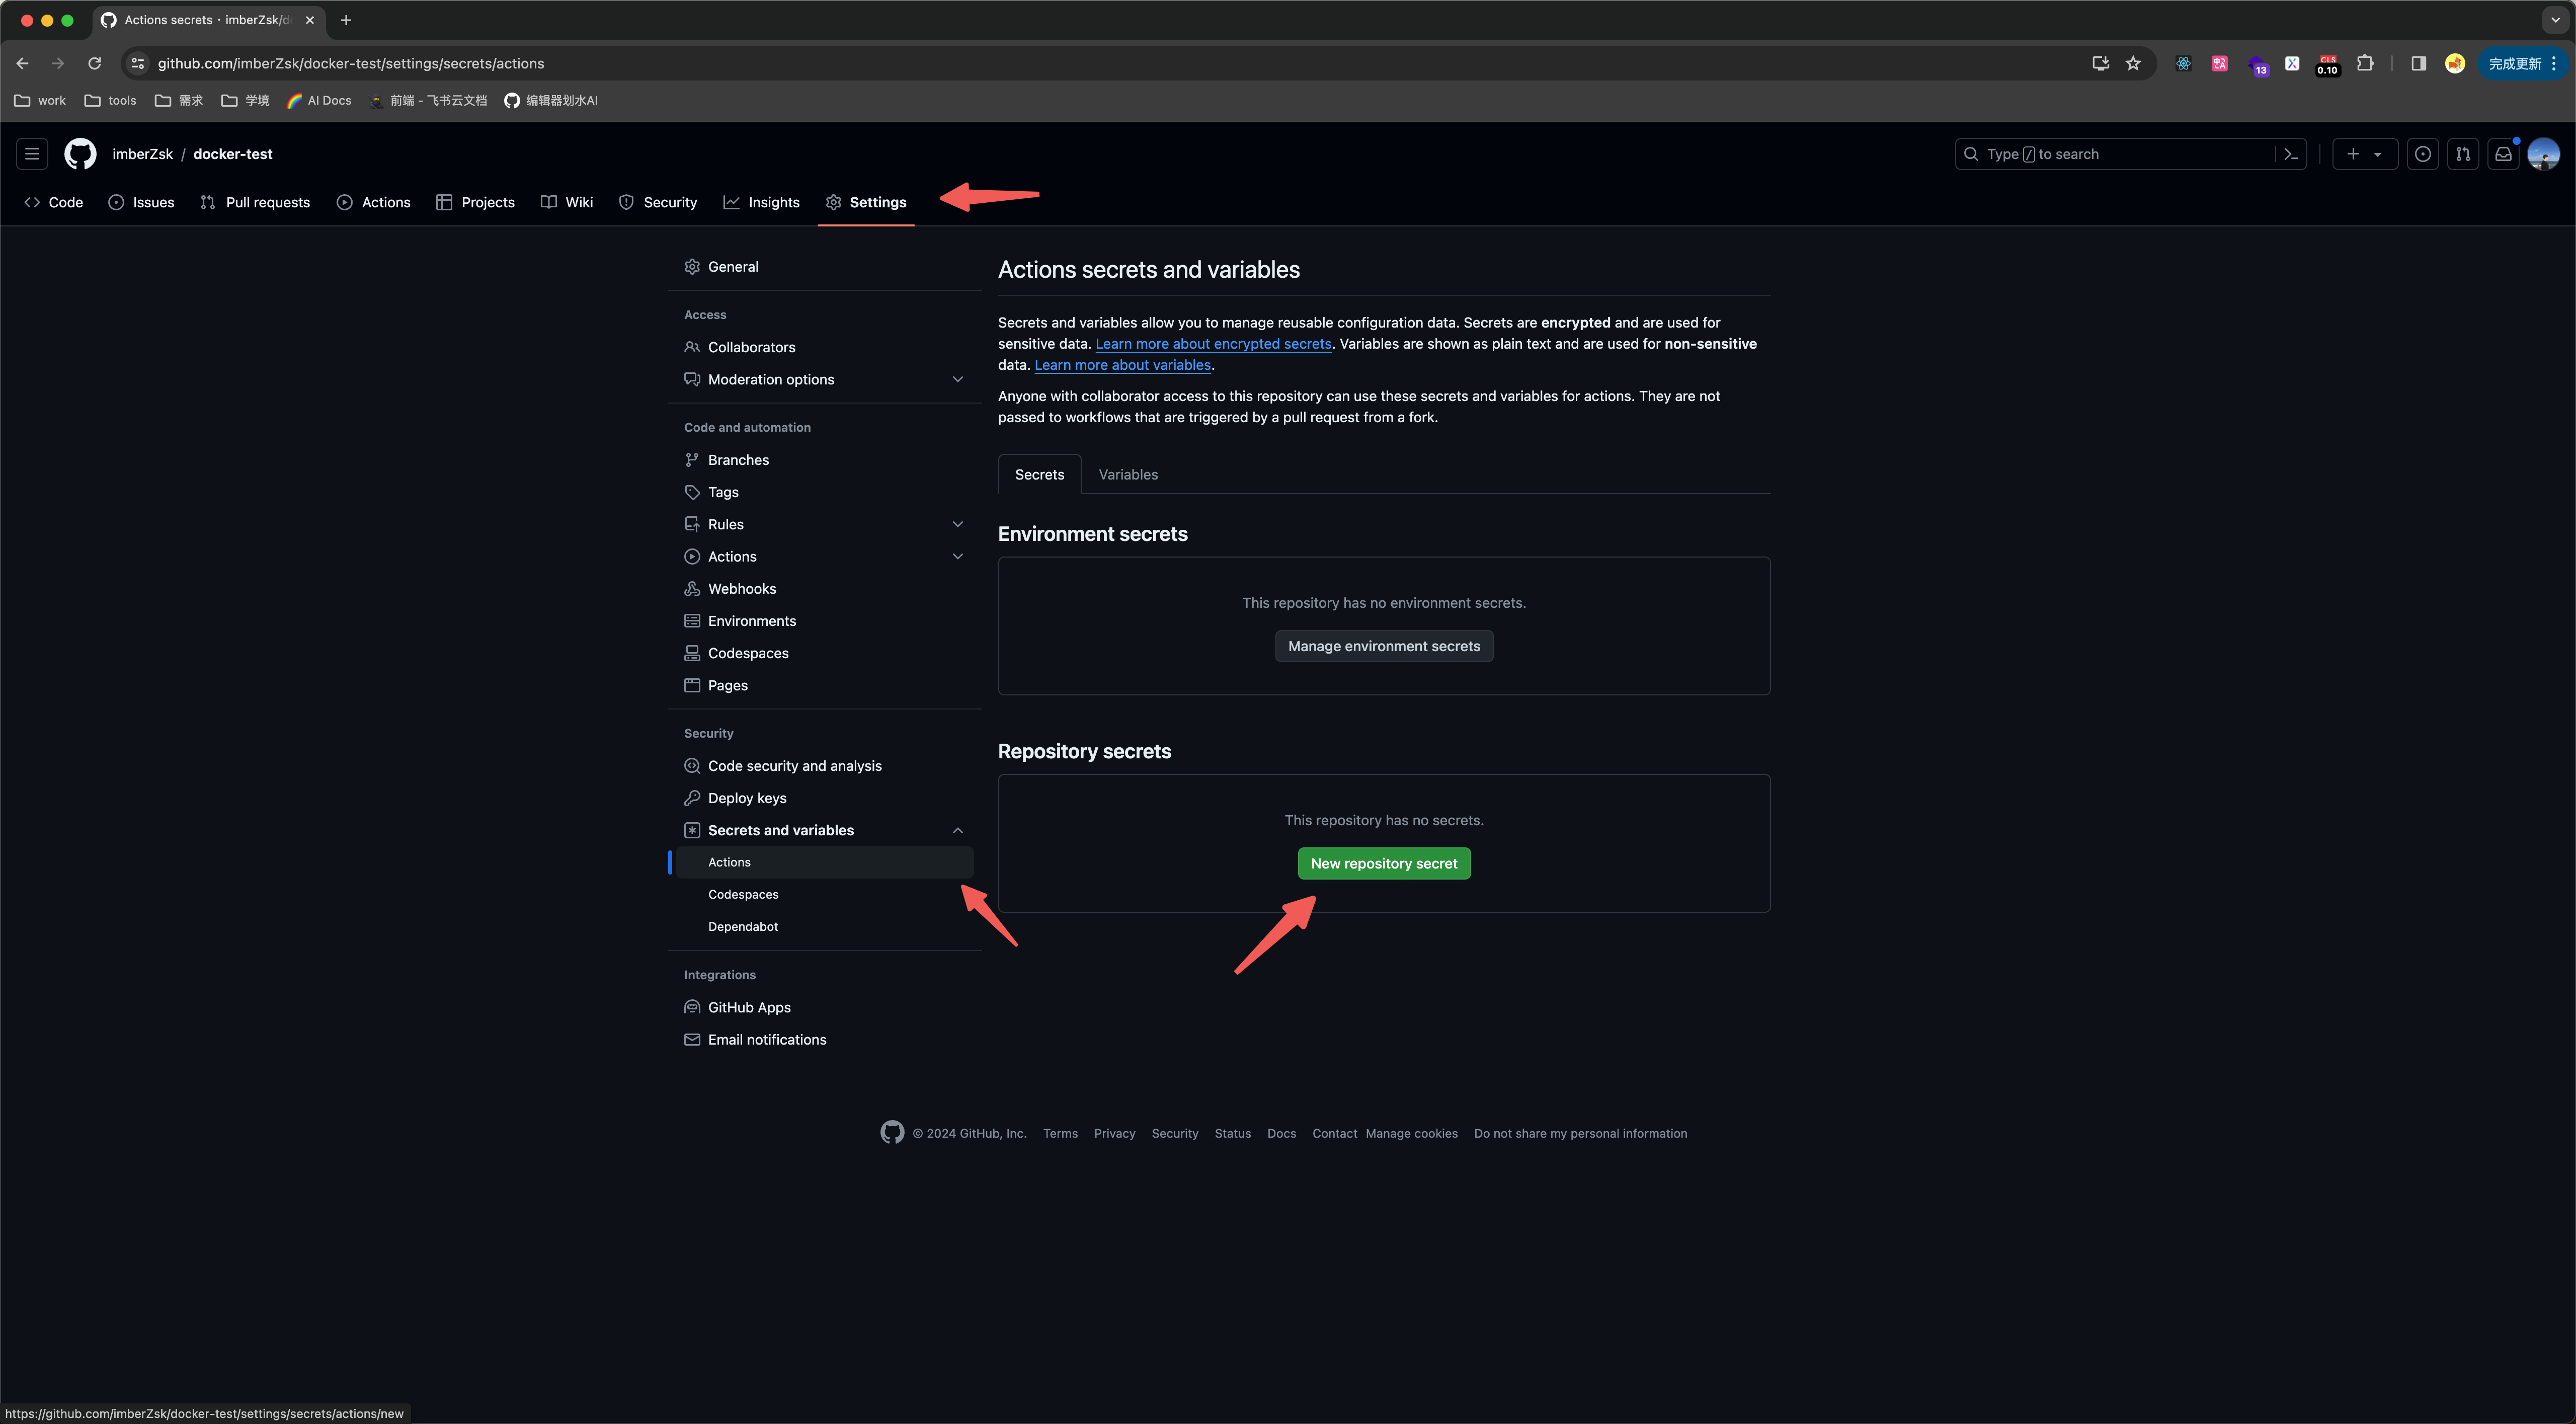 Actions secrets · imberZsk/d
github.com/imberZsk/docker-test/settings/secrets/actions
13
CLS
0.10
完成更新
work
tools
需求
学境
AI Docs
前端 - 飞书云文档
编辑器划水AI
imberZsk / docker-test
Type / to search
Code
Issues
Pull requests
Actions
Projects
Wiki
Security
Insights
Settings
General
Access
Collaborators
Moderation options
Code and automation
Branches
Tags
Rules
Actions
Webhooks
Environments
Codespaces
Pages
Security
Code security and analysis
Deploy keys
Secrets and variables
Actions
Codespaces
Dependabot
Integrations
GitHub Apps
Email notifications
Actions secrets and variables
Secrets and variables allow you to manage reusable configuration data. Secrets are encrypted and are used for
sensitive data. Learn more about encrypted secrets. Variables are shown as plain text and are used for non-sensitive
data. Learn more about variables.
Anyone with collaborator access to this repository can use these secrets and variables for actions. They are not
passed to workflows that are triggered by a pull request from a fork.
Secrets
Variables
Environment secrets
This repository has no environment secrets.
Manage environment secrets
Repository secrets
This repository has no secrets.
New repository secret
© 2024 GitHub, Inc.
Terms
Privacy
Security
Status
Docs
Contact
Manage cookies
Do not share my personal information
https://github.com/imberZsk/docker-test/settings/secrets/actions/new